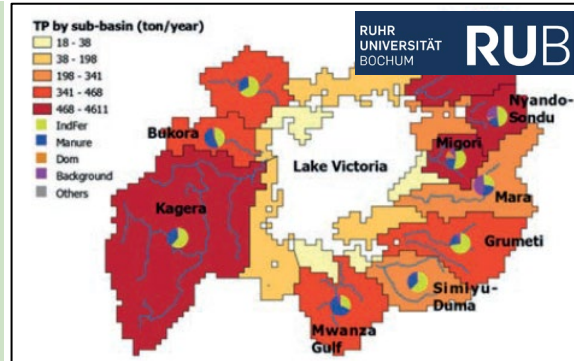 TP by sub-basin (ton/year)
18 - 38
38 - 198
198 - 341
341 - 468
468 - 4611
IndFer
Manure
Dom
Background
Others
RUHR
UNIVERSITÄT
BOCHUM
RUB
Nyando-
Sondu
Bukora
Migori
Lake Victoria
Mara
Kagera
Grumeti
Simiyu-
Duma
Mwanza
Gulf